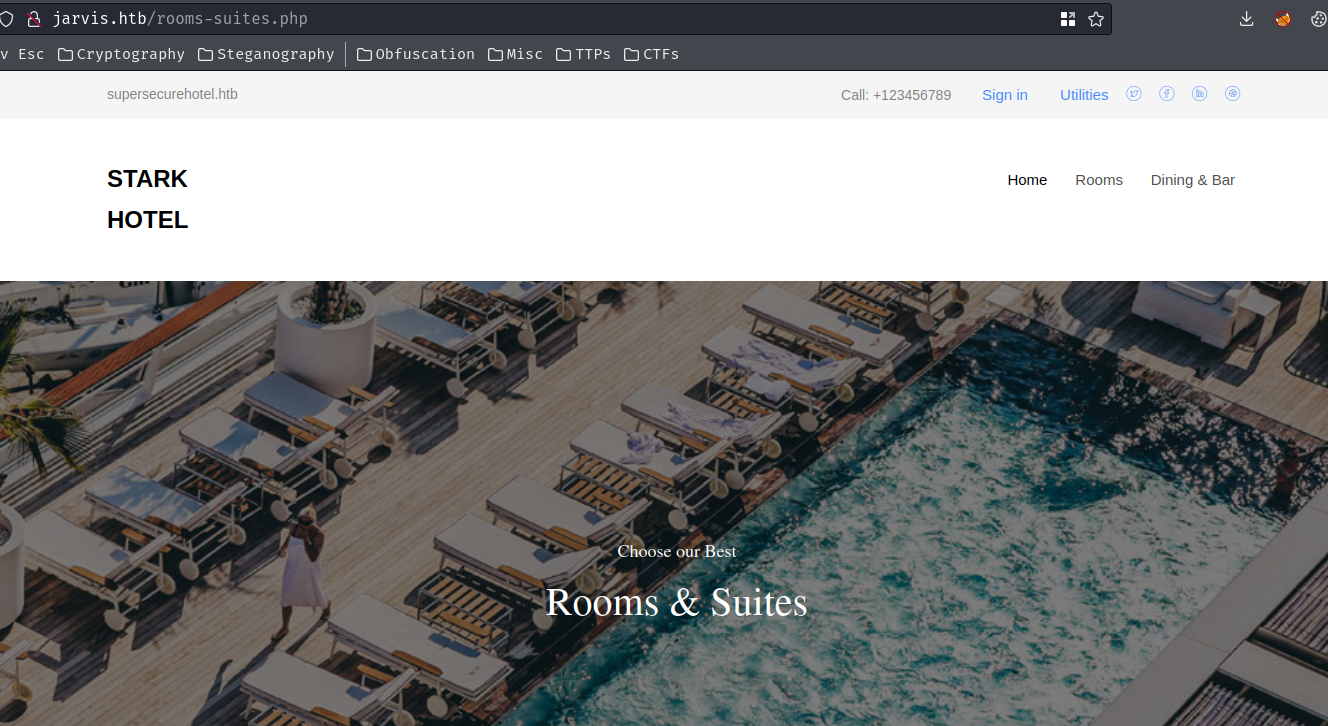 jarvis.htb/rooms-suites.php
v Esc Cryptography Steganography Obfuscation Misc TTPs CTFs
supersecurehotel.htb Call: +123456789 Sign in Utilities
STARK
HOTEL
Home Rooms Dining & Bar
Choose our Best
Rooms & Suites